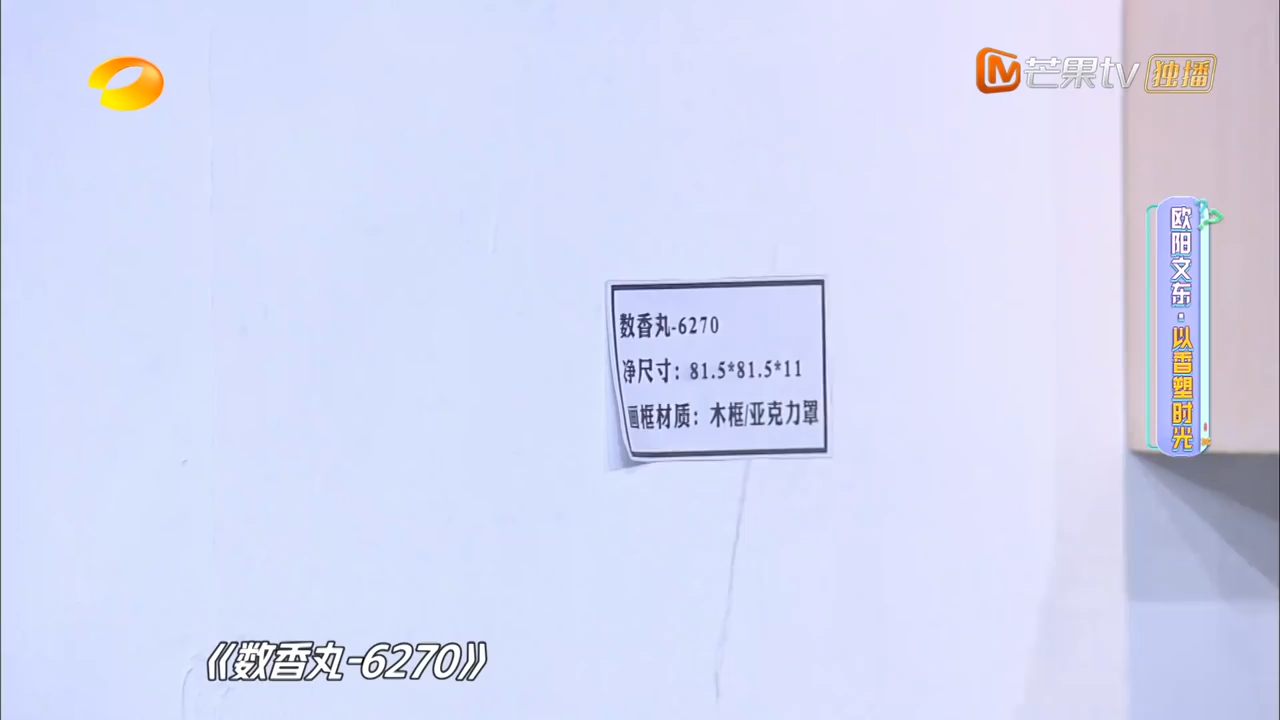 芒果tv 独播
欧阳文东·以香塑时光
数香丸-6270
净尺寸：81.5*81.5*11
画框材质：木框/亚克力罩
《数香丸-6270》